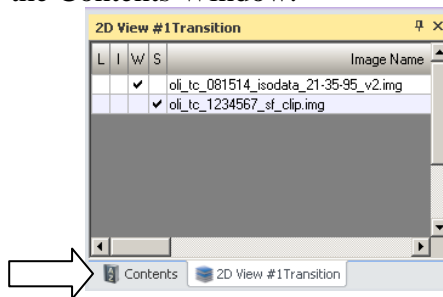 the Contents Window.
2D View #1Transition
L I W S Image Name
oli_tc_081514_isodata_21-35-95_v2.img
oli_tc_1234567_sf_clip.img
Contents 2D View #1Transition